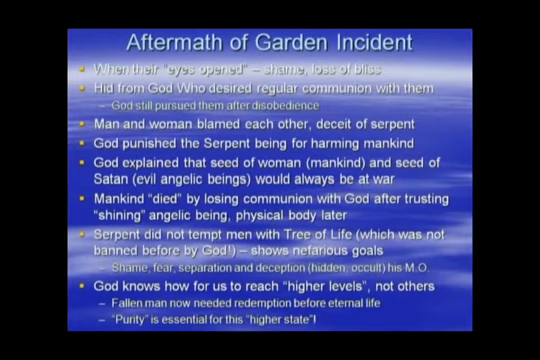 Aftermath of Garden Incident
When their "eyes opened" – shame, loss of bliss
Hid from God Who desired regular communion with them
– God still pursued them after disobedience
Man and woman blamed each other, deceit of serpent
God punished the Serpent being for harming mankind
God explained that seed of woman (mankind) and seed of
Satan (evil angelic beings) would always be at war
Mankind "died" by losing communion with God after trusting
"shining" angelic being, physical body later
Serpent did not tempt men with Tree of Life (which was not
banned before by God!) – shows nefarious goals
– Shame, fear, separation and deception (hidden, occult) his M.O.
God knows how for us to reach "higher levels", not others
– Fallen man now needed redemption before eternal life
– "Purity" is essential for this "higher state"!